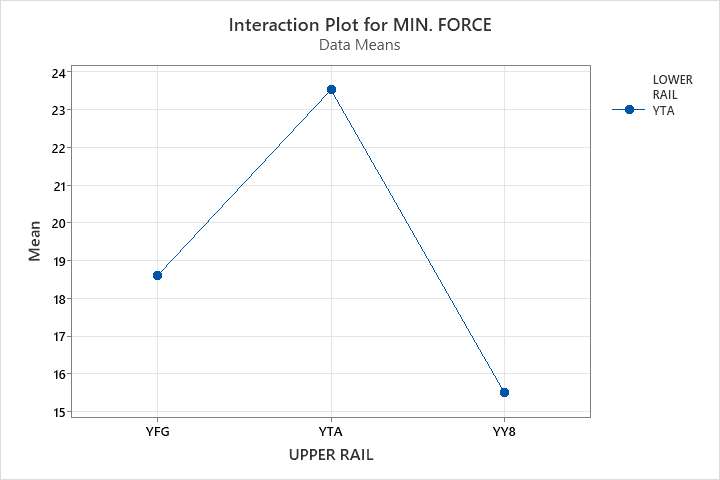 Interaction Plot for MIN. FORCE
Data Means
LOWER
RAIL
YTA
24
23
22
21
20
19
18
17
16
15
Mean
YFG
YTA
YY8
UPPER RAIL